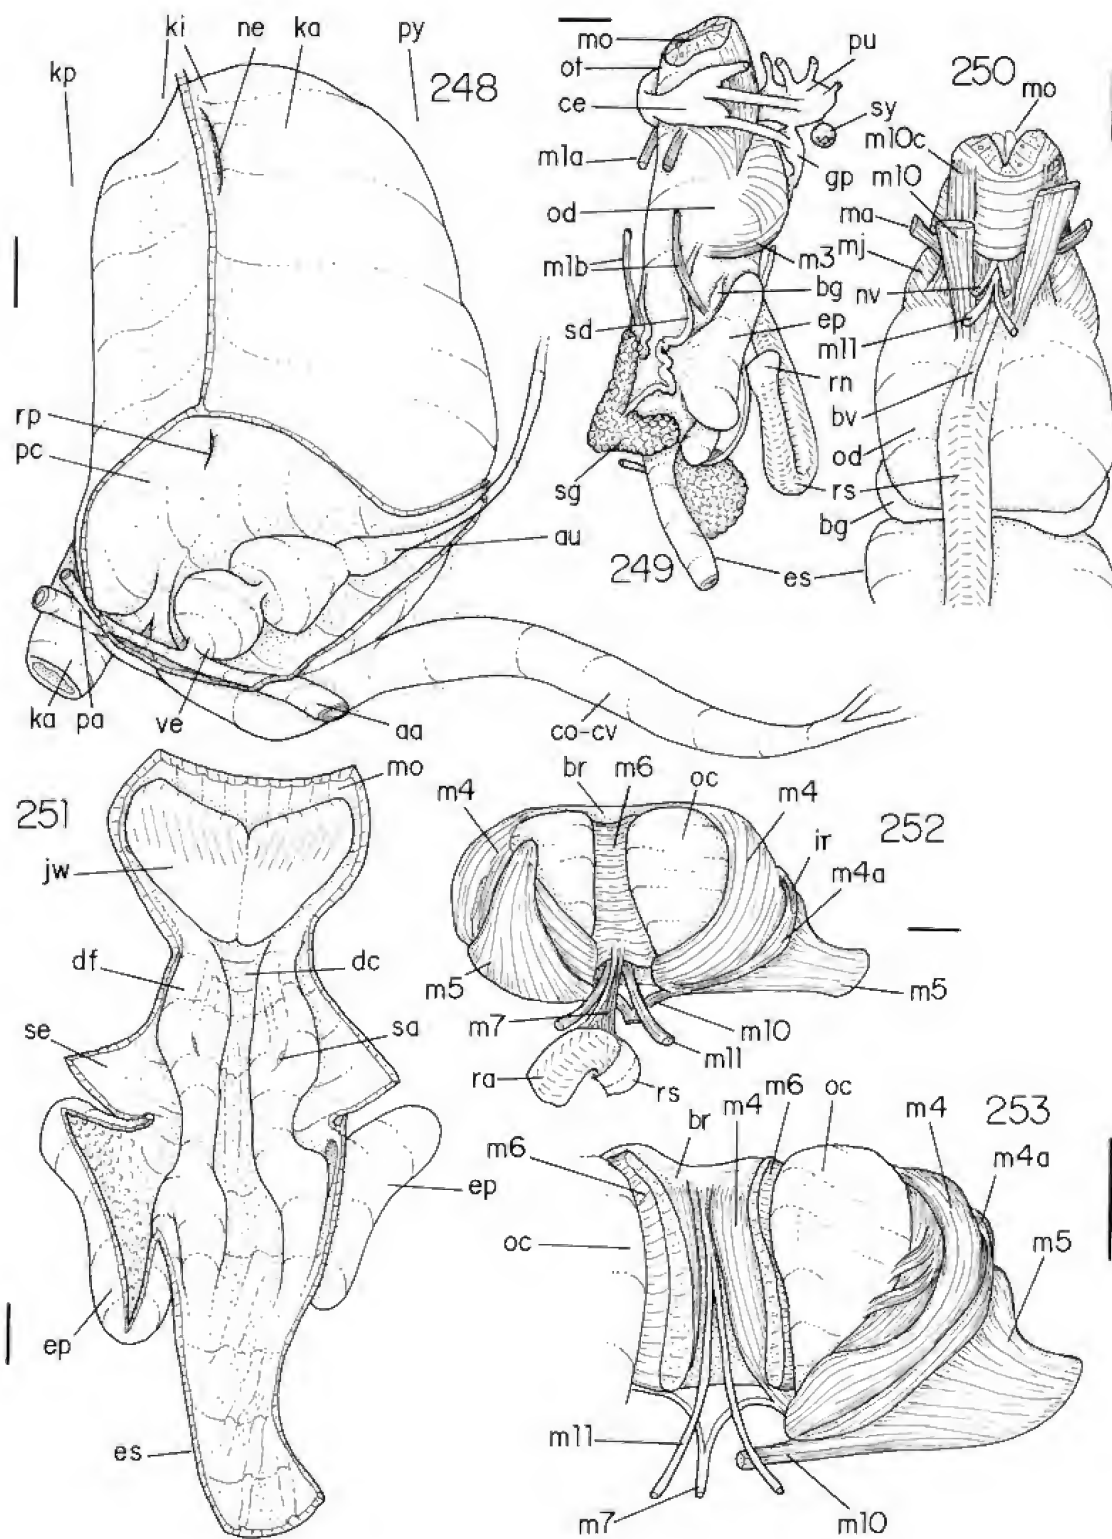 248
ki
ne
ka
py
kp
rp
pc
au
ka
pa
ve
aa
co-cv
249
mo
ot
ce
m1a
od
m1b
sd
sg
pu
sy
gp
m3
bg
ep
rn
rs
es
250
mo
m10c
m10
ma
mj
nv
m11
bv
od
rs
bg
es
251
mo
jw
df
dc
se
sa
ep
ep
es
252
br
m6
oc
m4
m4
ir
m4a
m5
m5
m7
m10
m11
ra
rs
253
m6
br
m4
m6
oc
m4
m4a
oc
m5
m11
m7
m10